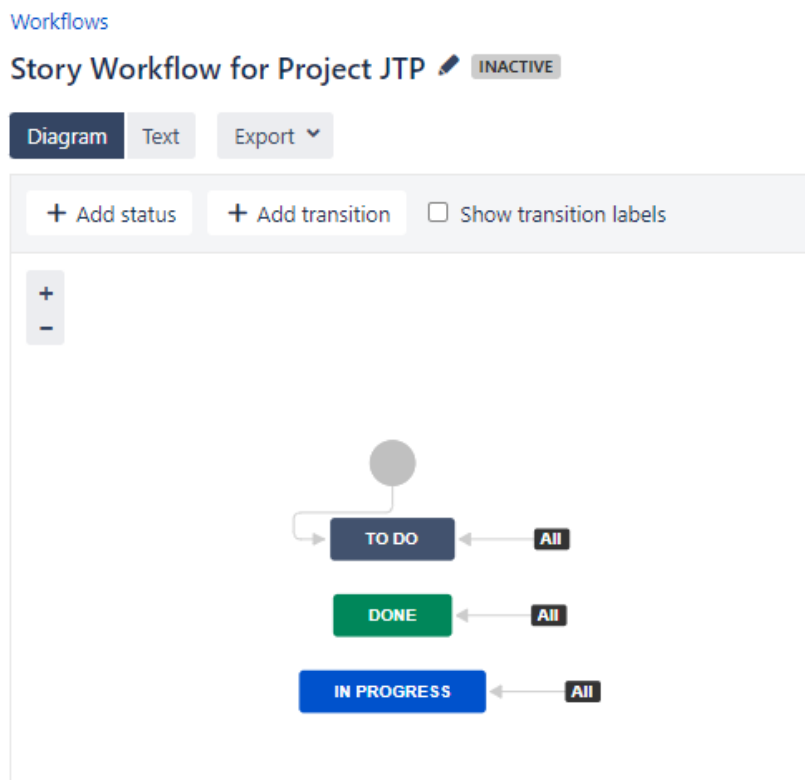 Workflows
Story Workflow for Project JTP INACTIVE
Diagram Text Export
+ Add status + Add transition Show transition labels
+
−
TO DO All
DONE All
IN PROGRESS All